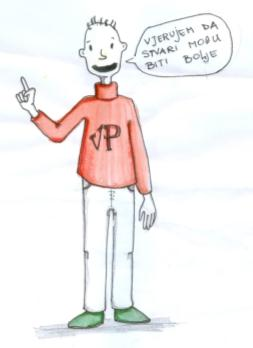 VJERUJEM DA
STVARI MOGU
BITI BOLJE
VP